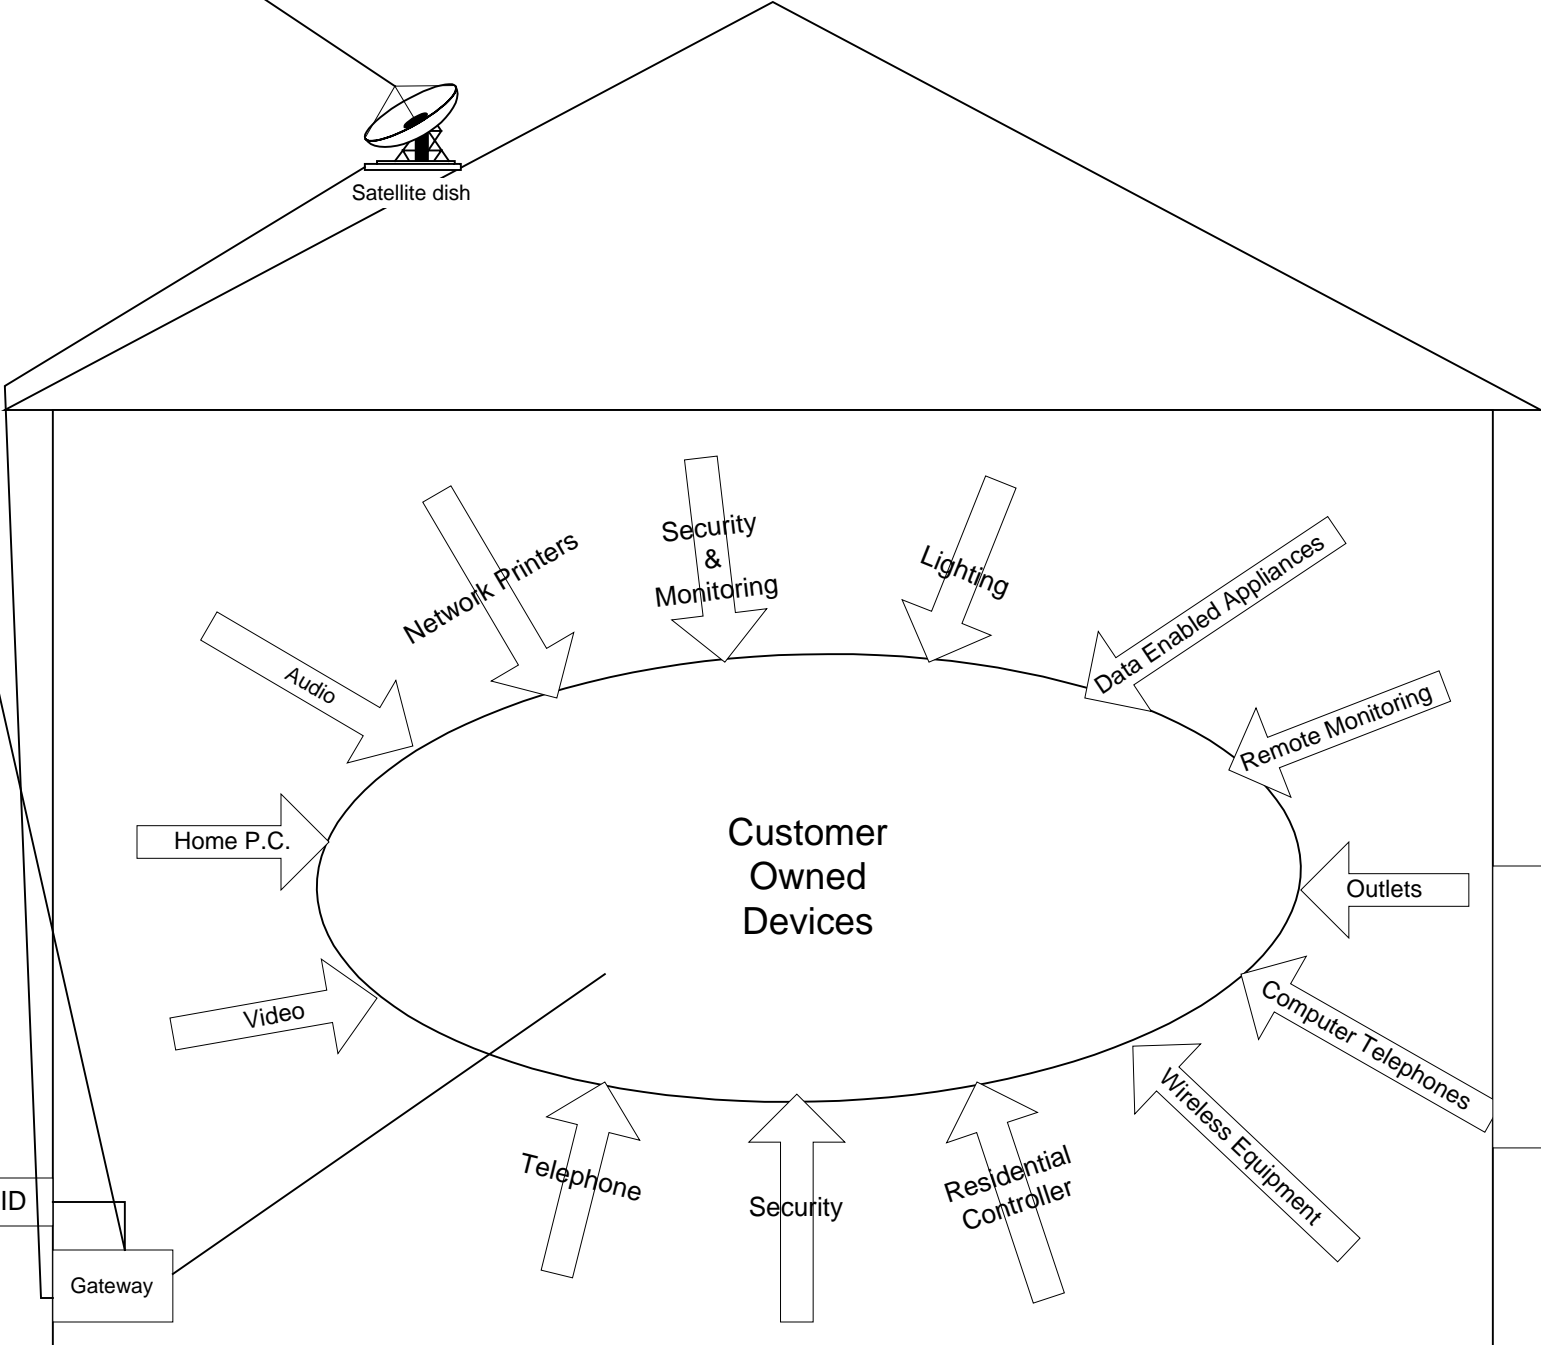 Satellite dish
Security
&
Monitoring
Network Printers
Lighting
Data Enabled Appliances
Audio
Remote Monitoring
Home P.C.
Customer
Owned
Devices
Outlets
Video
Computer Telephones
Wireless Equipment
Telephone
Security
Residential
Controller
ID
Gateway